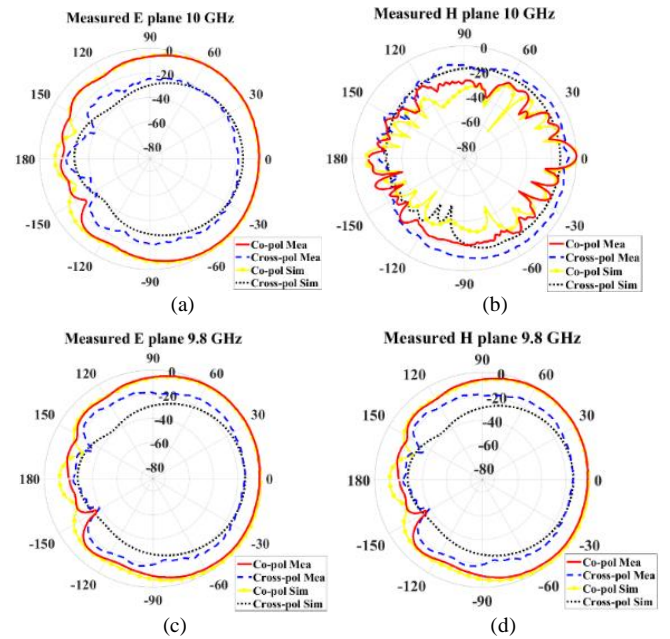 Measured E plane 10 GHz
90
120
60
0
-20
150
30
-40
-60
-80
180
0
-150
-30
-120
-60
-90
Co-pol Mea
Cross-pol Mea
Co-pol Sim
Cross-pol Sim
(a)
Measured H plane 10 GHz
90
120
60
0
-20
150
30
-40
-60
-80
180
0
-150
-30
-120
-60
-90
Co-pol Mea
Cross-pol Mea
Co-pol Sim
Cross-pol Sim
(b)
Measured E plane 9.8 GHz
90
120
60
0
-20
150
30
-40
-60
-80
180
0
-150
-30
-120
-60
-90
Co-pol Mea
Cross-pol Mea
Co-pol Sim
Cross-pol Sim
(c)
Measured H plane 9.8 GHz
90
120
60
0
-20
150
30
-40
-60
-80
180
0
-150
-30
-120
-60
-90
Co-pol Mea
Cross-pol Mea
Co-pol Sim
Cross-pol Sim
(d)